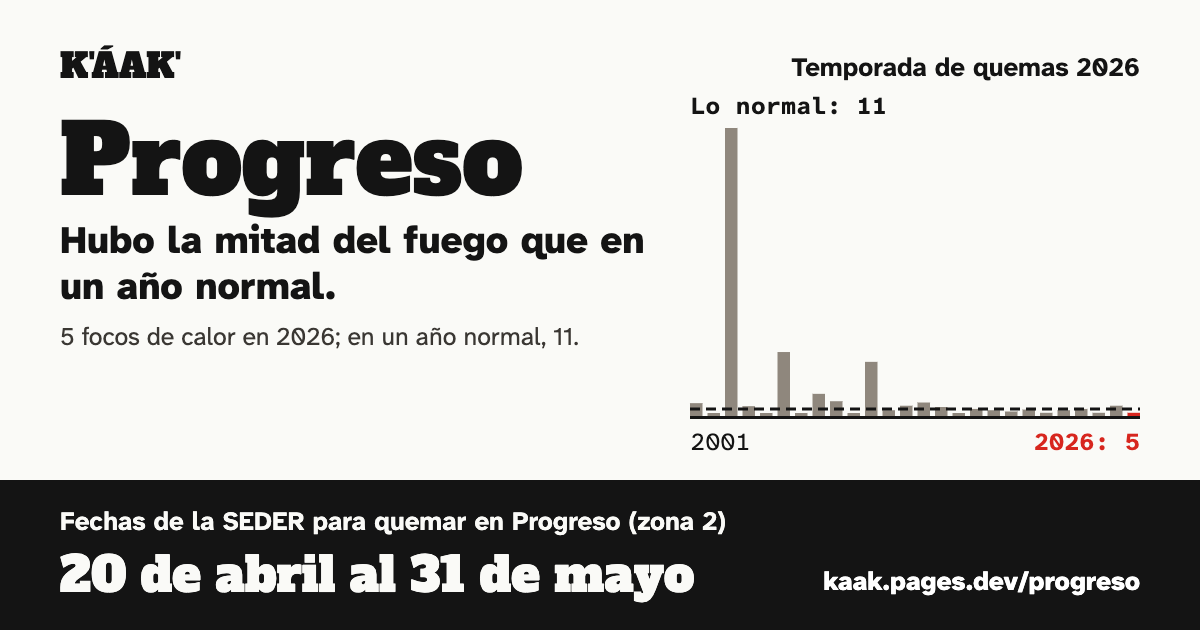 K'ÁAK'
Temporada de quemas 2026
Progreso
Hubo la mitad del fuego que en
un año normal.
5 focos de calor en 2026; en un año normal, 11.
Lo normal: 11
2001
2026: 5
Fechas de la SEDER para quemar en Progreso (zona 2)
20 de abril al 31 de mayo
kaak.pages.dev/progreso